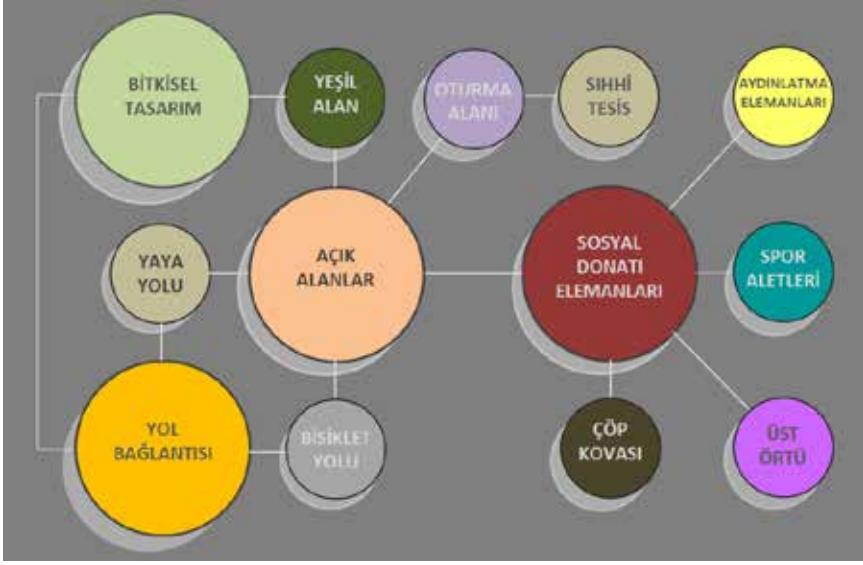 BİTKİSEL
TASARIM
YEŞİL
ALAN
OTURMA
ALANI
SIHHİ
TESİS
AYDINLATMA
ELEMANLARI
YAYA
YOLU
AÇIK
ALANLAR
SOSYAL
DONATI
ELEMANLARI
SPOR
ALETLERİ
YOL
BAĞLANTISI
BİSİKLET
YOLU
ÇÖP
KOVASI
ÜST
ÖRTÜ